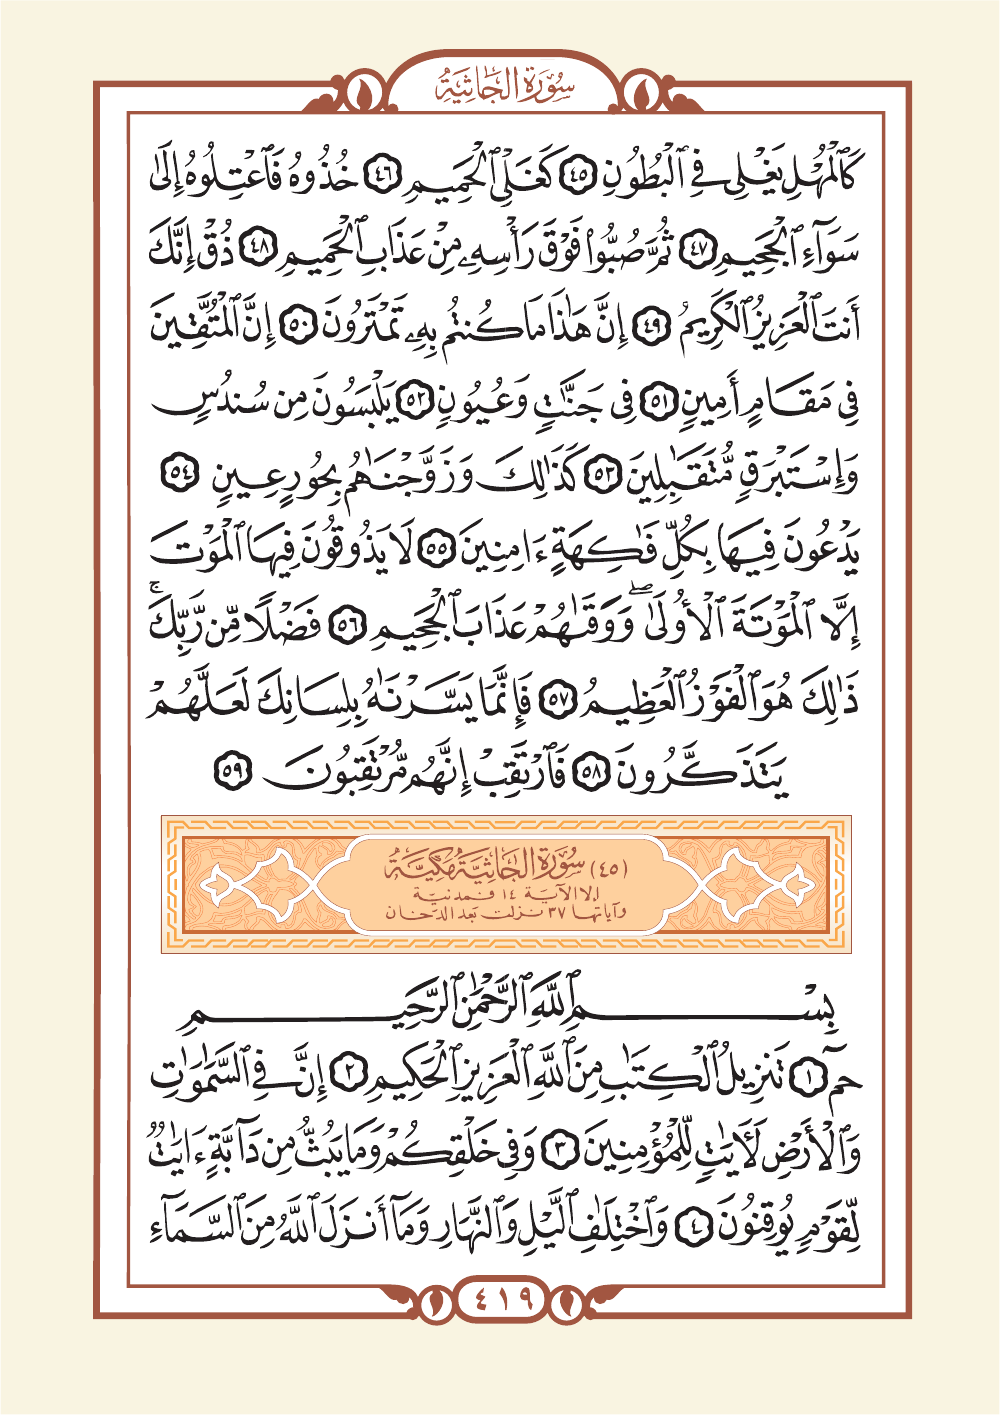 سُورَةُ الجَاثِيَةِ
كَٱلْمُهْلِ يَغْلِى فِى ٱلْبُطُونِ ٤٥ كَغَلْىِ ٱلْحَمِيمِ ٤٦ خُذُوهُ فَٱعْتِلُوهُ إِلَىٰ
سَوَآءِ ٱلْجَحِيمِ ٤٧ ثُمَّ صُبُّوا۟ فَوْقَ رَأْسِهِۦ مِنْ عَذَابِ ٱلْحَمِيمِ ٤٨ ذُقْ إِنَّكَ
أَنتَ ٱلْعَزِيزُ ٱلْكَرِيمُ ٤٩ إِنَّ هَٰذَا مَا كُنتُم بِهِۦ تَمْتَرُونَ ٥٠ إِنَّ ٱلْمُتَّقِينَ
فِى مَقَامٍ أَمِينٍ ٥١ فِى جَنَّٰتٍ وَعُيُونٍ ٥٢ يَلْبَسُونَ مِن سُندُسٍ
وَإِسْتَبْرَقٍ مُّتَقَٰبِلِينَ ٥٣ كَذَٰلِكَ وَزَوَّجْنَٰهُم بِحُورٍ عِينٍ ٥٤
يَدْعُونَ فِيهَا بِكُلِّ فَٰكِهَةٍ ءَامِنِينَ ٥٥ لَا يَذُوقُونَ فِيهَا ٱلْمَوْتَ
إِلَّا ٱلْمَوْتَةَ ٱلْأُولَىٰ ۖ وَوَقَىٰهُمْ عَذَابَ ٱلْجَحِيمِ ٥٦ فَضْلًا مِّن رَّبِّكَ ۚ
ذَٰلِكَ هُوَ ٱلْفَوْزُ ٱلْعَظِيمُ ٥٧ فَإِنَّمَا يَسَّرْنَٰهُ بِلِسَانِكَ لَعَلَّهُمْ
يَتَذَكَّرُونَ ٥٨ فَٱرْتَقِبْ إِنَّهُم مُّرْتَقِبُونَ ٥٩
(٤٥) سُورَةُ الجَاثِيَةِ مَكِّيَّةٌ
إلا الآية ١٤ فمدنية
وآياتها ٣٧ نزلت بعد الدخان
بِسْمِ ٱللَّهِ ٱلرَّحْمَٰنِ ٱلرَّحِيمِ
حمٓ ١ تَنزِيلُ ٱلْكِتَٰبِ مِنَ ٱللَّهِ ٱلْعَزِيزِ ٱلْحَكِيمِ ٢ إِنَّ فِى ٱلسَّمَٰوَٰتِ
وَٱلْأَرْضِ لَءَايَٰتٍ لِّلْمُؤْمِنِينَ ٣ وَفِى خَلْقِكُمْ وَمَا يَبُثُّ مِن دَآبَّةٍ ءَايَٰتٌ
لِّقَوْمٍ يُوقِنُونَ ٤ وَٱخْتِلَٰفِ ٱلَّيْلِ وَٱلنَّهَارِ وَمَآ أَنزَلَ ٱللَّهُ مِنَ ٱلسَّمَآءِ
٤١٩